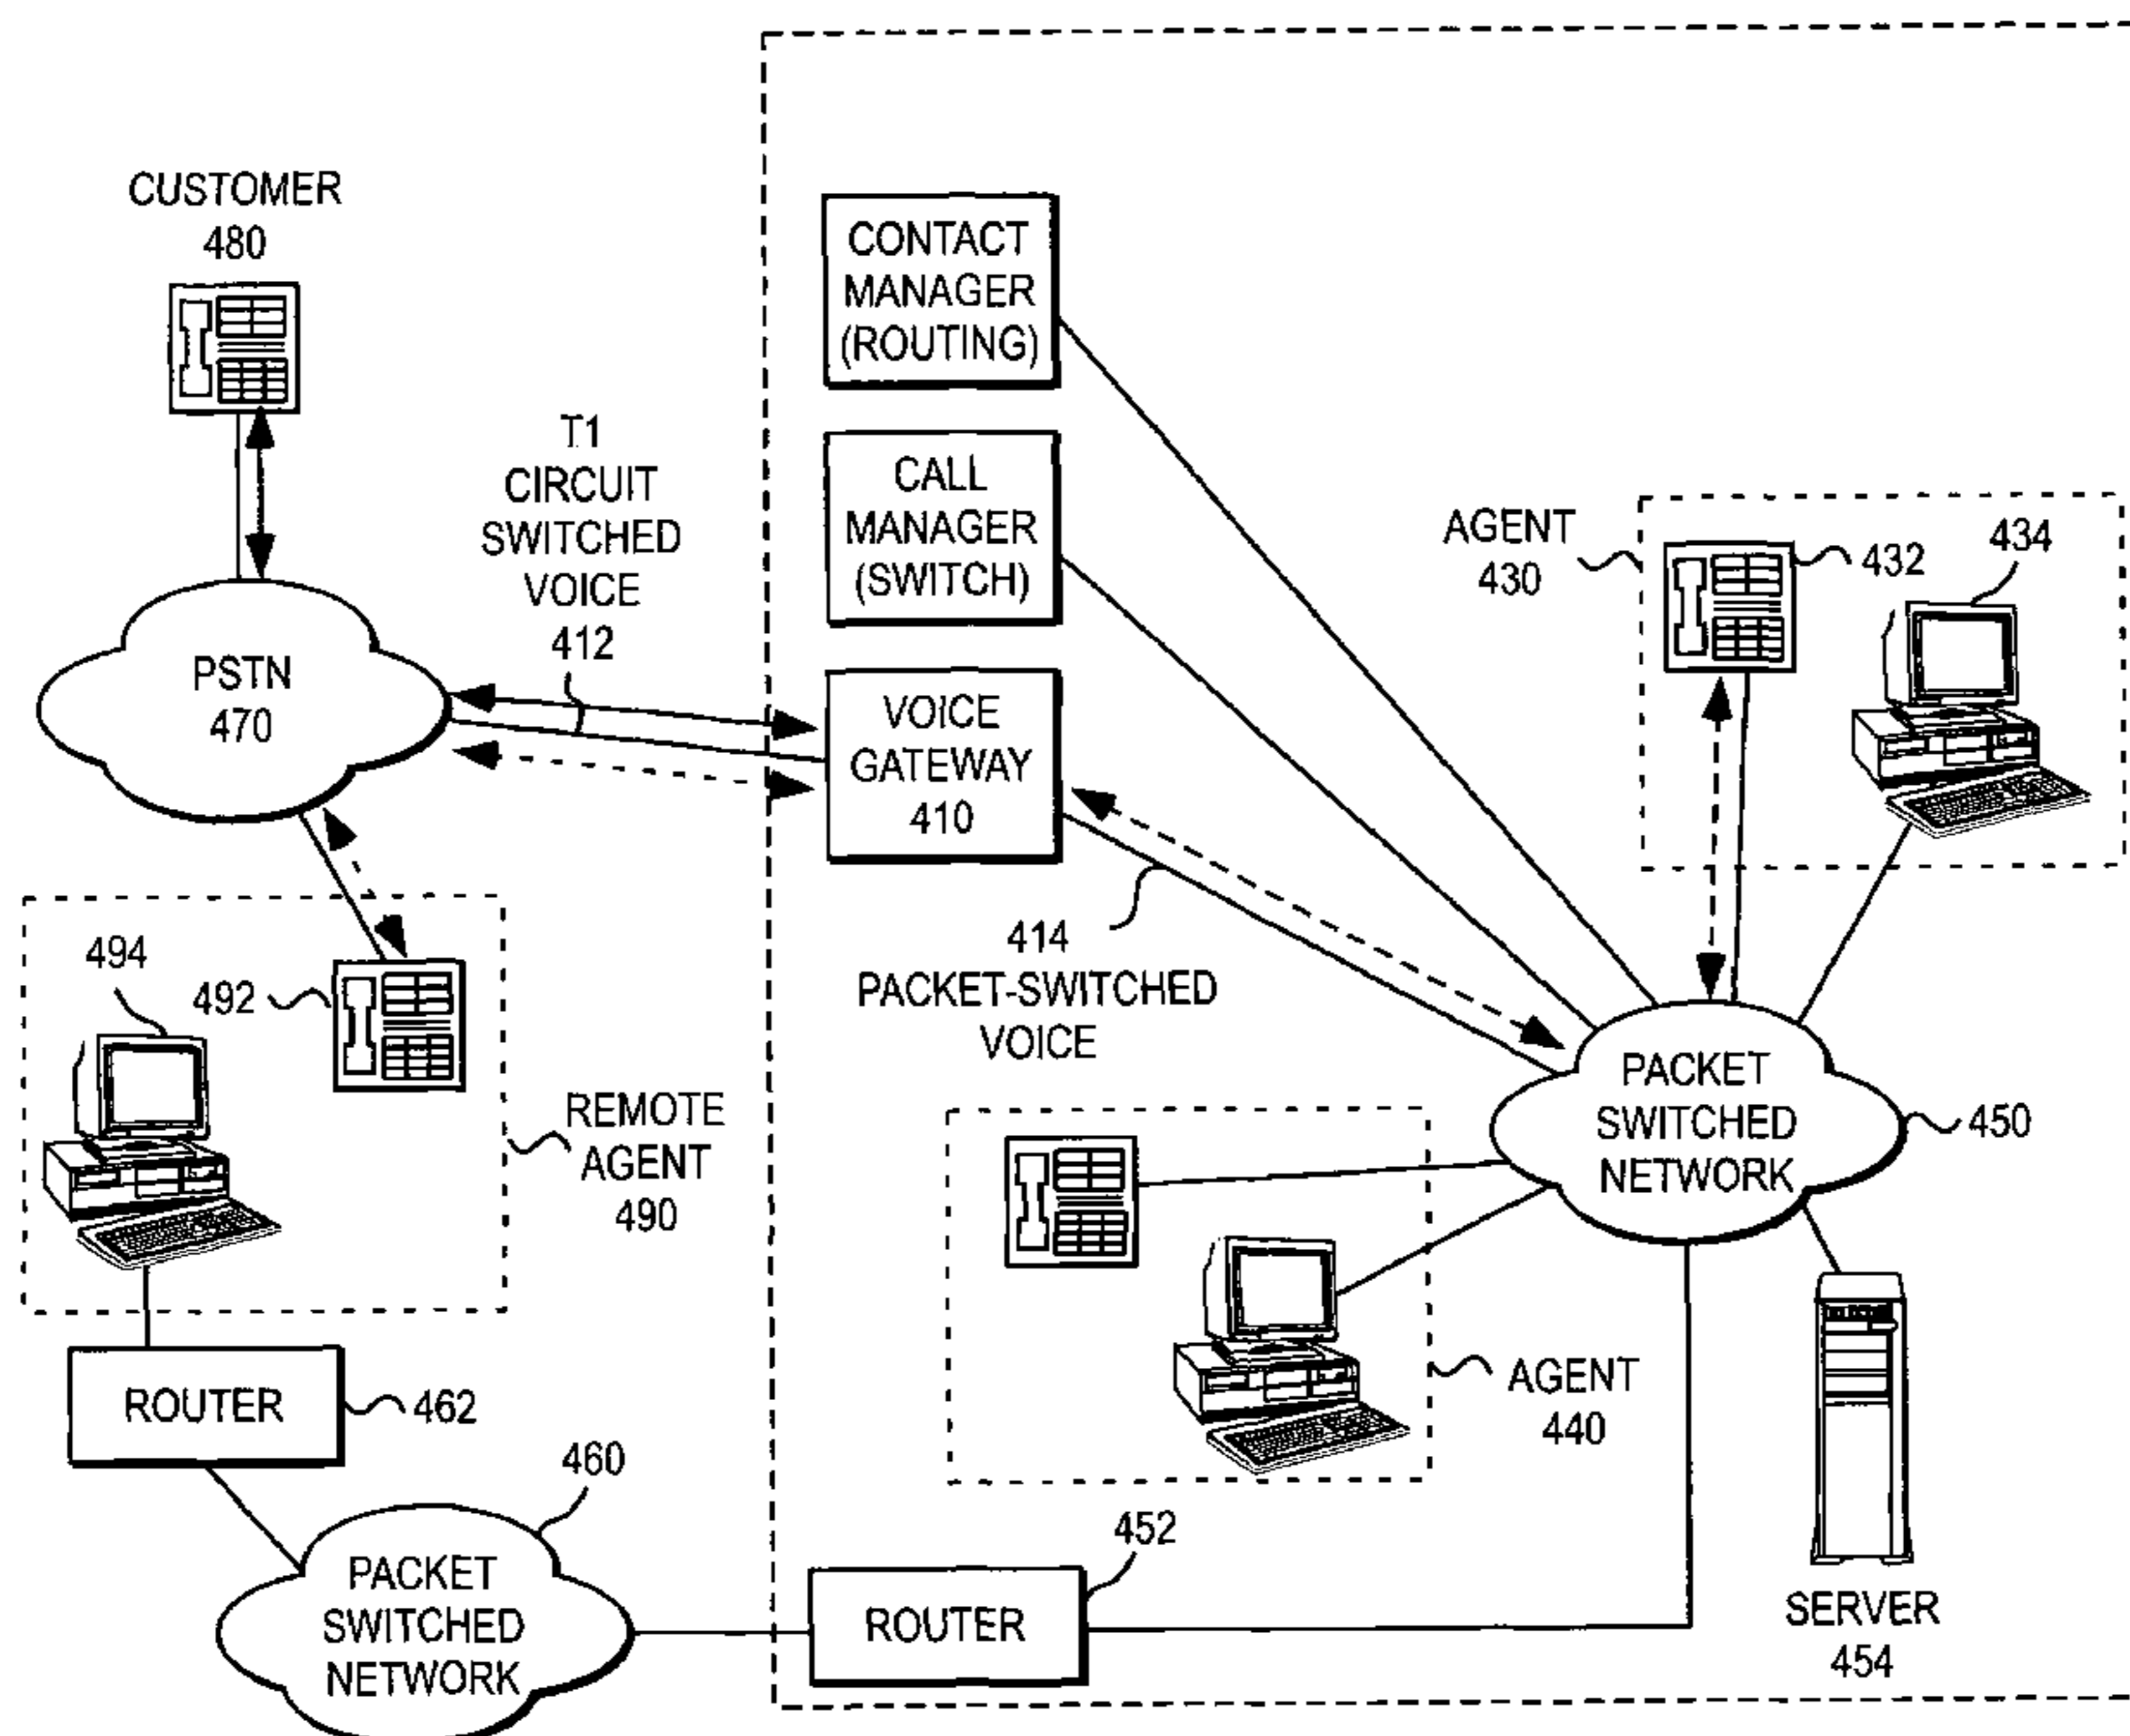 CUSTOMER
480
CONTACT
MANAGER
(ROUTING)
T1
CIRCUIT
SWITCHED
VOICE
412
CALL
MANAGER
(SWITCH)
AGENT
430
432
434
PSTN
470
VOICE
GATEWAY
410
414
PACKET-SWITCHED
VOICE
494
492
REMOTE
AGENT
490
PACKET
SWITCHED
NETWORK
450
ROUTER
462
AGENT
440
460
PACKET
SWITCHED
NETWORK
452
ROUTER
SERVER
454